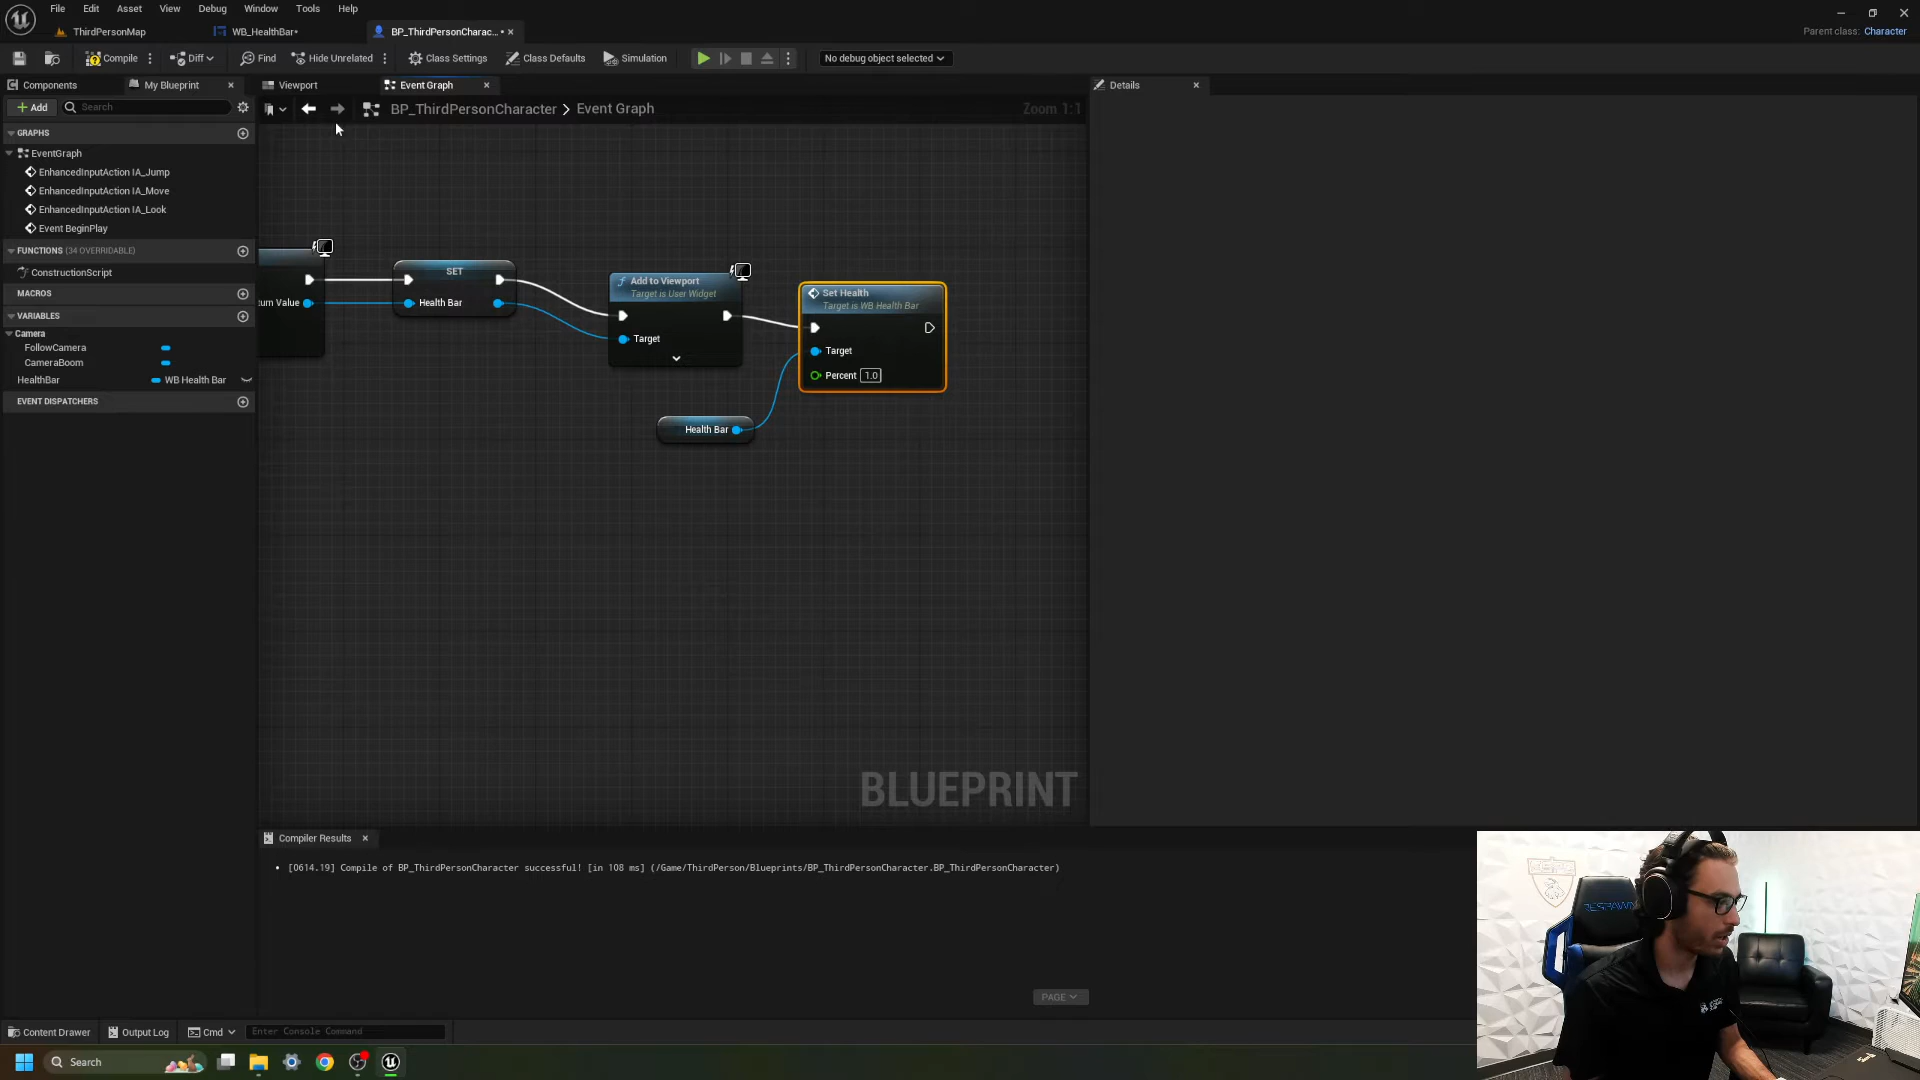 File Edit Asset View Debug Window Tools Help
ThirdPersonMap WB_HealthBar• BP_ThirdPersonCharac... • Parent class: Character
Compile Diff Find Hide Unrelated Class Settings Class Defaults Simulation No debug object selected
Components My Blueprint Viewport Event Graph Details
Add Search BP_ThirdPersonCharacter > Event Graph Zoom 1:1
GRAPHS
EventGraph
EnhancedInputAction IA_Jump
EnhancedInputAction IA_Move
EnhancedInputAction IA_Look
Event BeginPlay
FUNCTIONS (34 OVERRIDABLE)
ConstructionScript
MACROS
VARIABLES
Camera
FollowCamera
CameraBoom
HealthBar WB Health Bar
EVENT DISPATCHERS
SET
Health Bar
Add to Viewport
Target is User Widget
Target
Set Health
Target is WB Health Bar
Target
Percent 1.0
Health Bar
urn Value
BLUEPRINT
Compiler Results
• [0614.19] Compile of BP_ThirdPersonCharacter successful! [in 108 ms] (/Game/ThirdPerson/Blueprints/BP_ThirdPersonCharacter.BP_ThirdPersonCharacter)
PAGE
RESPAWN
Content Drawer Output Log Cmd Enter Console Command
Search